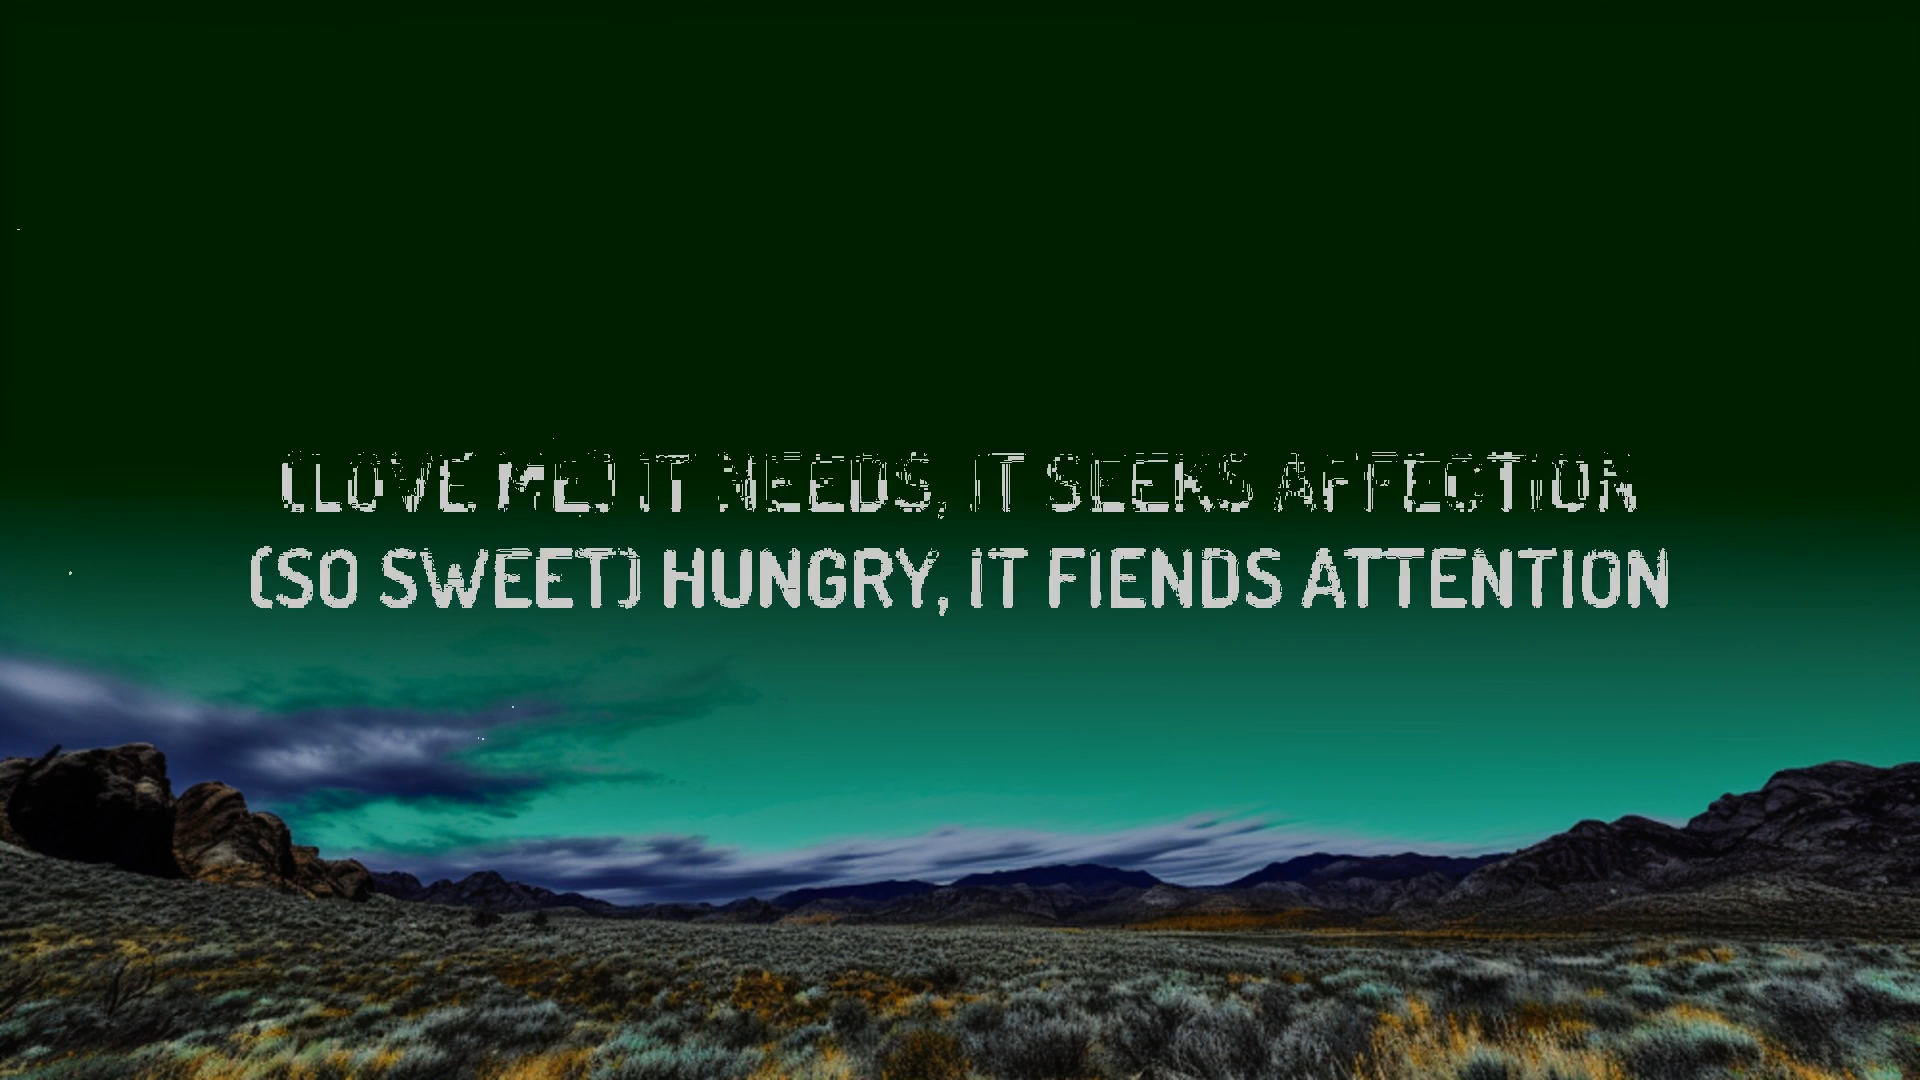 (LOVE ME) IT NEEDS, IT SEEKS AFFECTION
(SO SWEET) HUNGRY, IT FIENDS ATTENTION